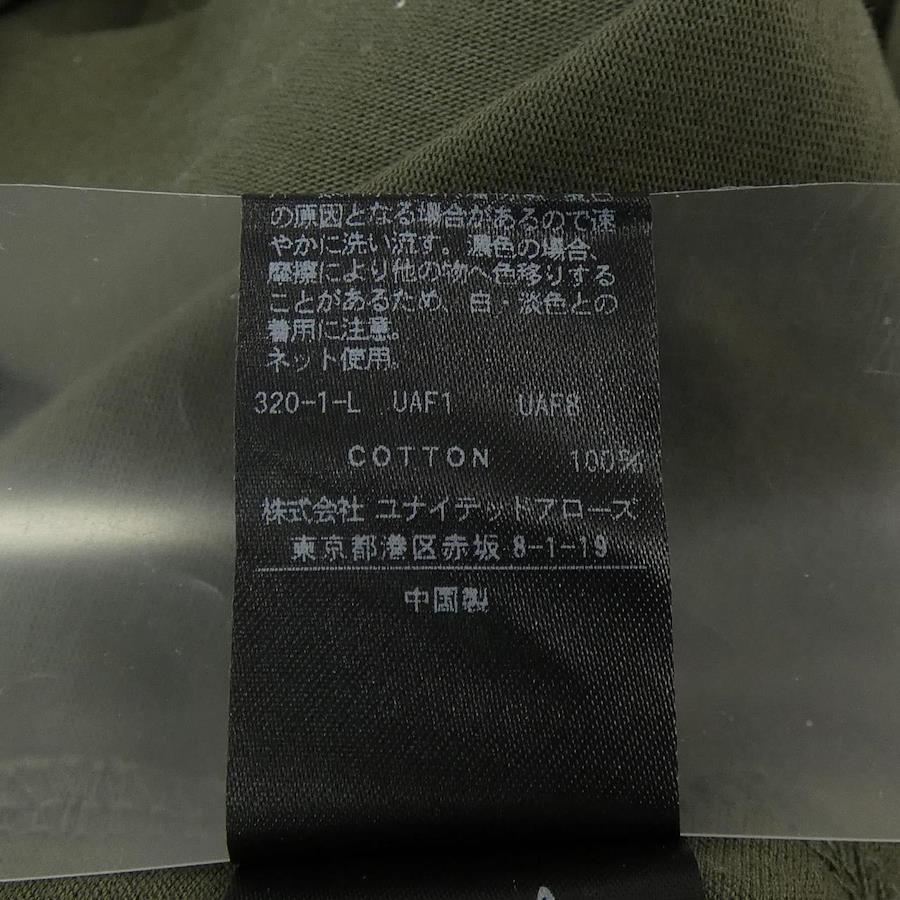 の原因となる場合があるので速
やかに洗い流す。濃色の場合、
摩擦により他の物へ色移りする
ことがあるため、白・淡色との
着用に注意。
ネット使用。
320-1-L UAF1 UAF8
COTTON 100%
株式会社 ユナイテッドアローズ
東京都港区赤坂 8-1-19
中国製